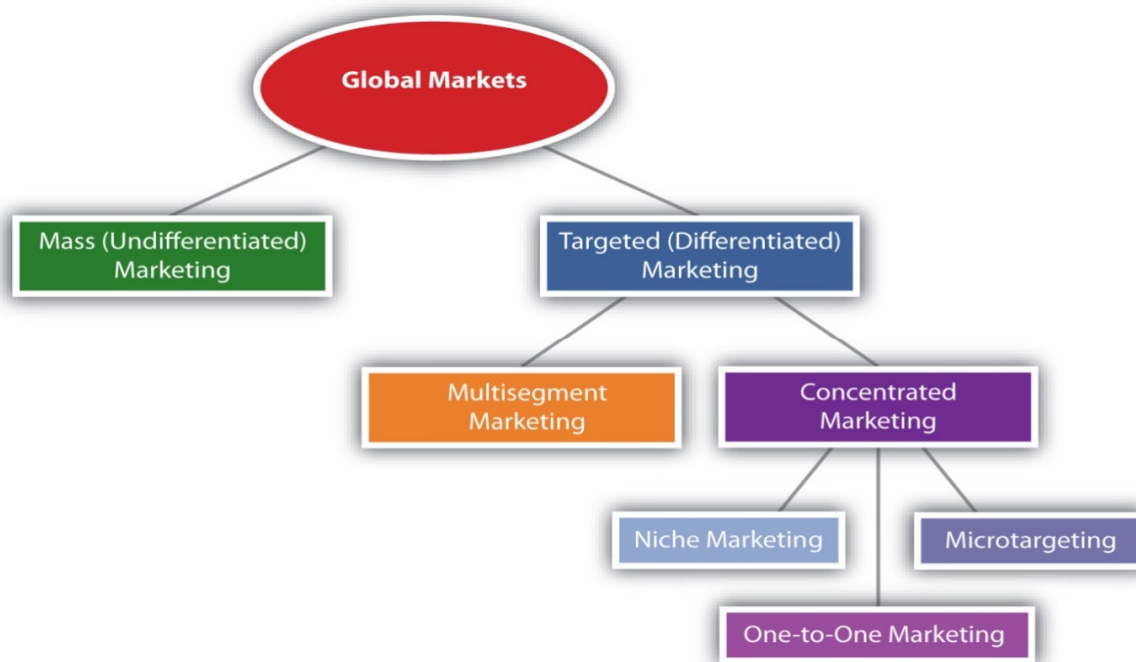 Global Markets
Mass (Undifferentiated)
Marketing
Targeted (Differentiated)
Marketing
Multisegment
Marketing
Concentrated
Marketing
Niche Marketing
Microtargeting
One-to-One Marketing